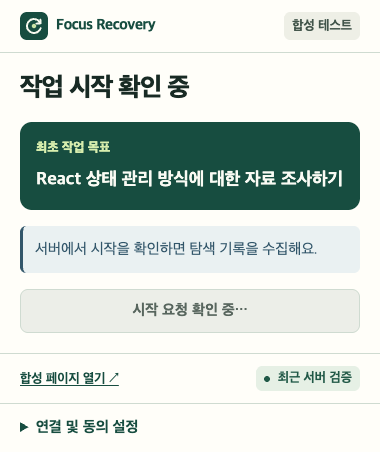 Focus Recovery
합성 테스트
작업 시작 확인 중
최초 작업 목표
React 상태 관리 방식에 대한 자료 조사하기
서버에서 시작을 확인하면 탐색 기록을 수집해요.
시작 요청 확인 중…
합성 페이지 열기 ↗
● 최근 서버 검증
▶ 연결 및 동의 설정